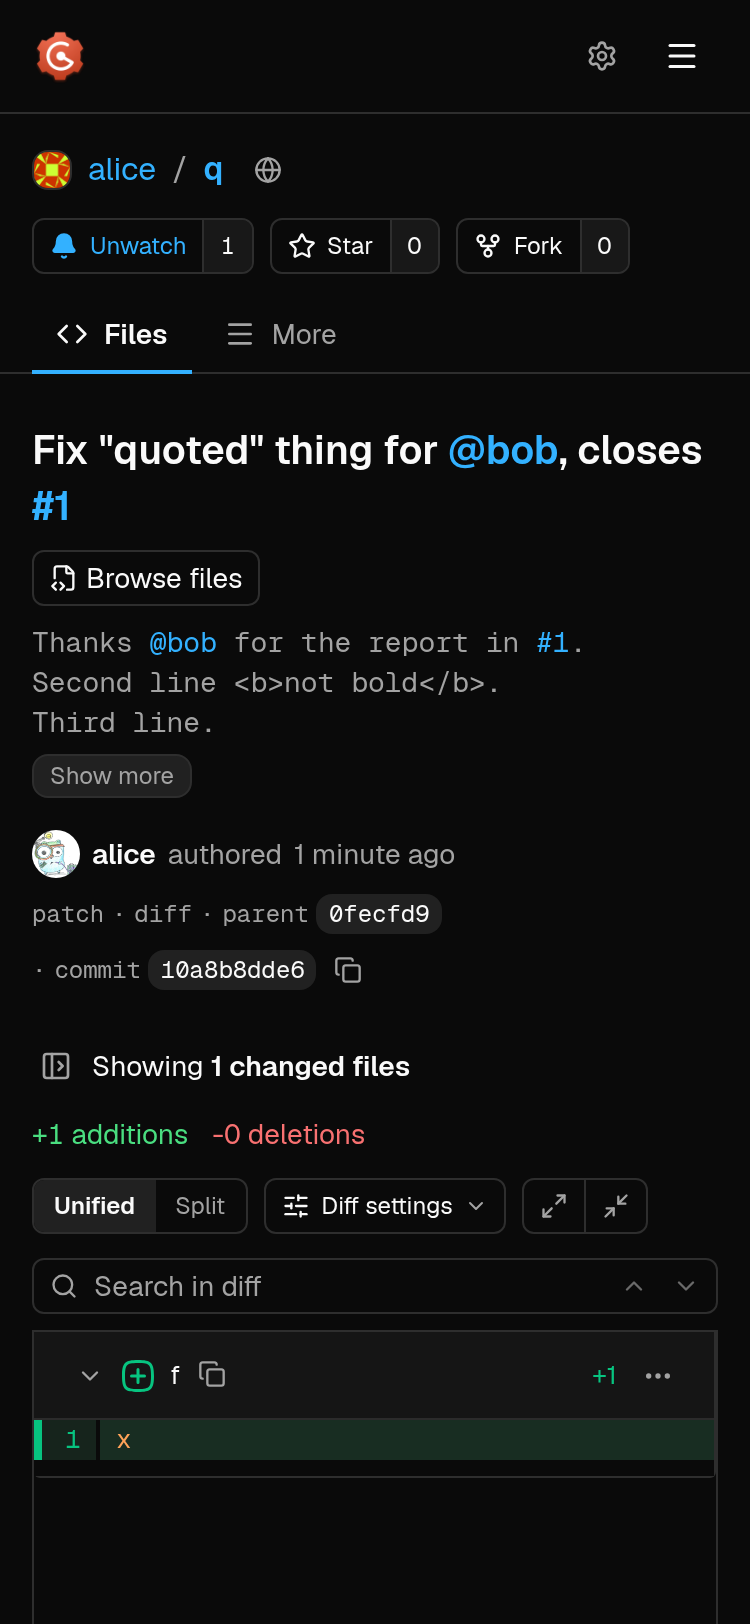 alice / q
Unwatch 1 Star 0 Fork 0
Files More
Fix "quoted" thing for @bob, closes
#1
Browse files
Thanks @bob for the report in #1.
Second line <b>not bold</b>.
Third line.
Show more
alice authored 1 minute ago
patch · diff · parent 0fecfd9
· commit 10a8b8dde6
Showing 1 changed files
+1 additions -0 deletions
Unified Split Diff settings
Search in diff
f +1
1 x